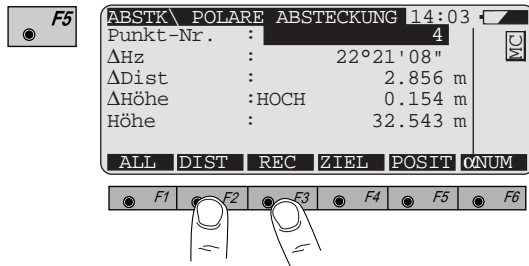 F5
ABSTK\ POLARE ABSTECKUNG 14:03
Punkt-Nr. : 4
MC
ΔHz : 22°21'08"
ΔDist : 2.856 m
ΔHöhe :HOCH 0.154 m
Höhe : 32.543 m
ALL DIST REC ZIEL POSIT αNUM
F1 F2 F3 F4 F5 F6